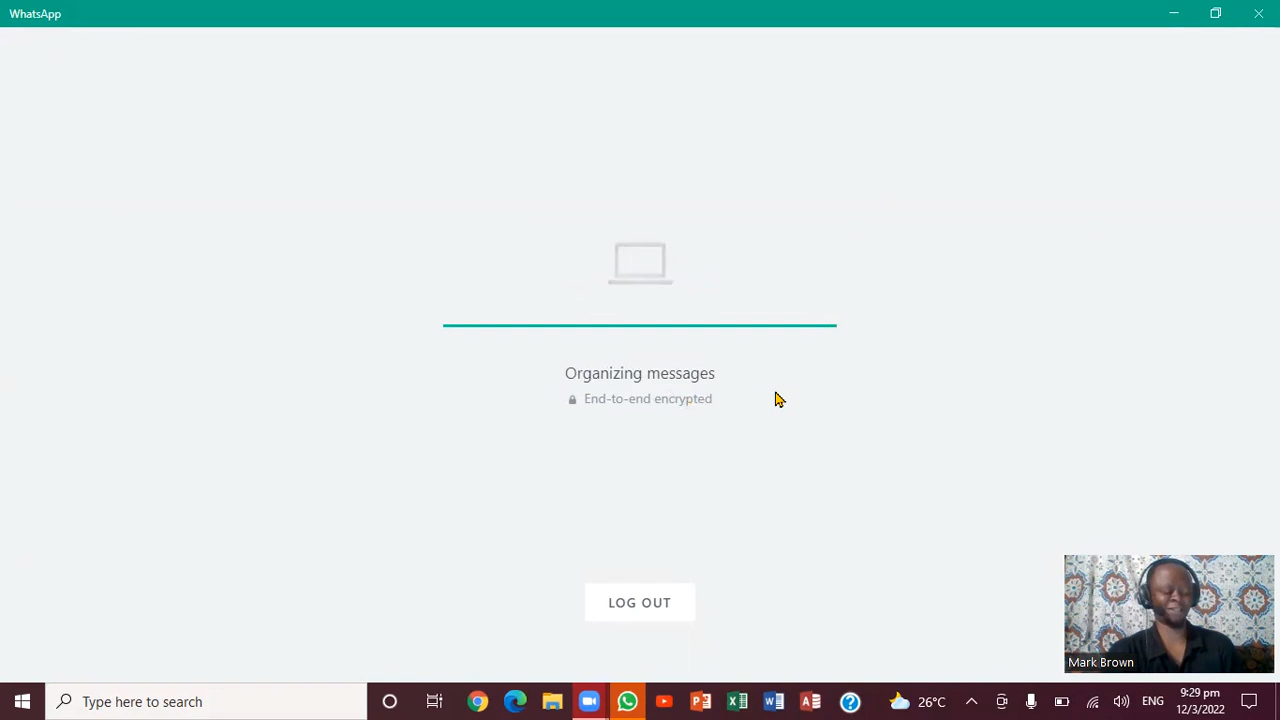 WhatsApp
Organizing messages
End-to-end encrypted
LOG OUT
Mark Brown
Type here to search
26°C
ENG
9:29 pm
12/3/2022